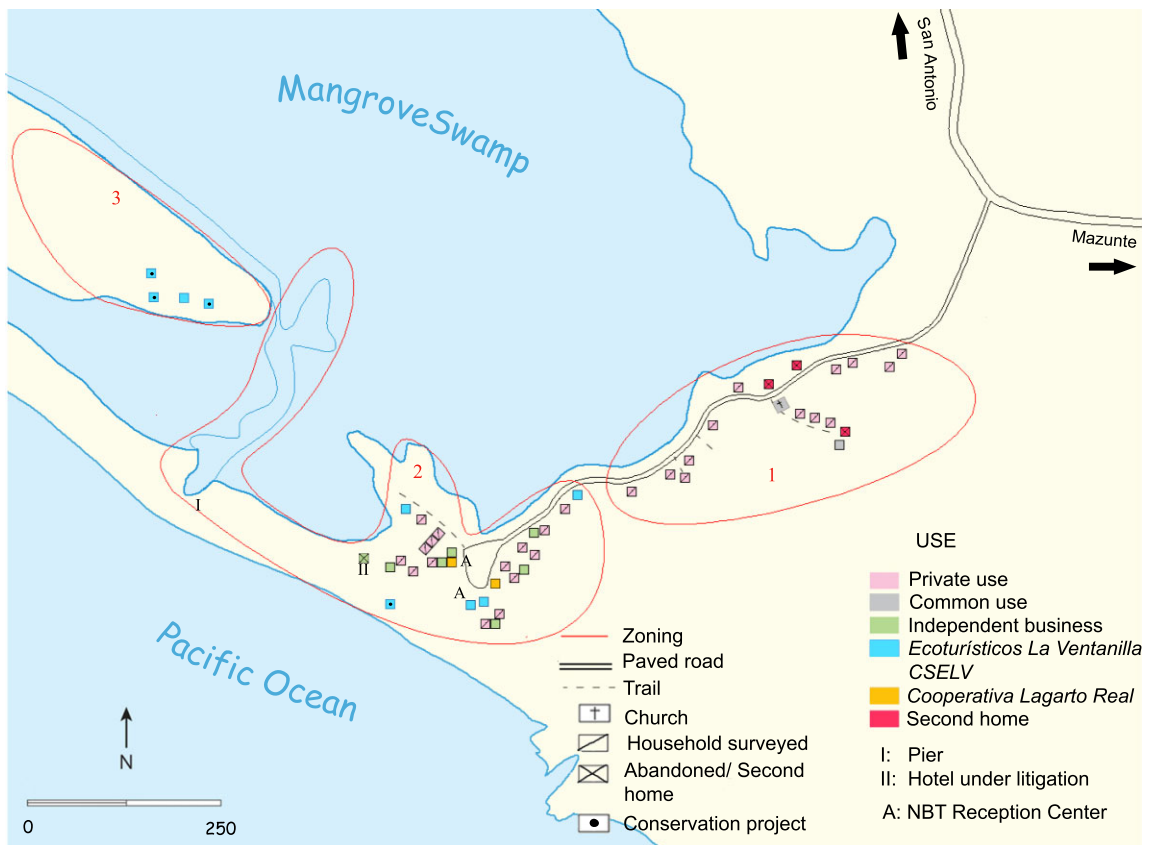 San Antonio
MangroveSwamp
3
Mazunte
2
1
I
A
II
A
Pacific Ocean
N
0 250
Zoning
Paved road
Trail
Church
Household surveyed
Abandoned/ Second
home
Conservation project
USE
Private use
Common use
Independent business
Ecoturísticos La Ventanilla
CSELV
Cooperativa Lagarto Real
Second home
I: Pier
II: Hotel under litigation
A: NBT Reception Center